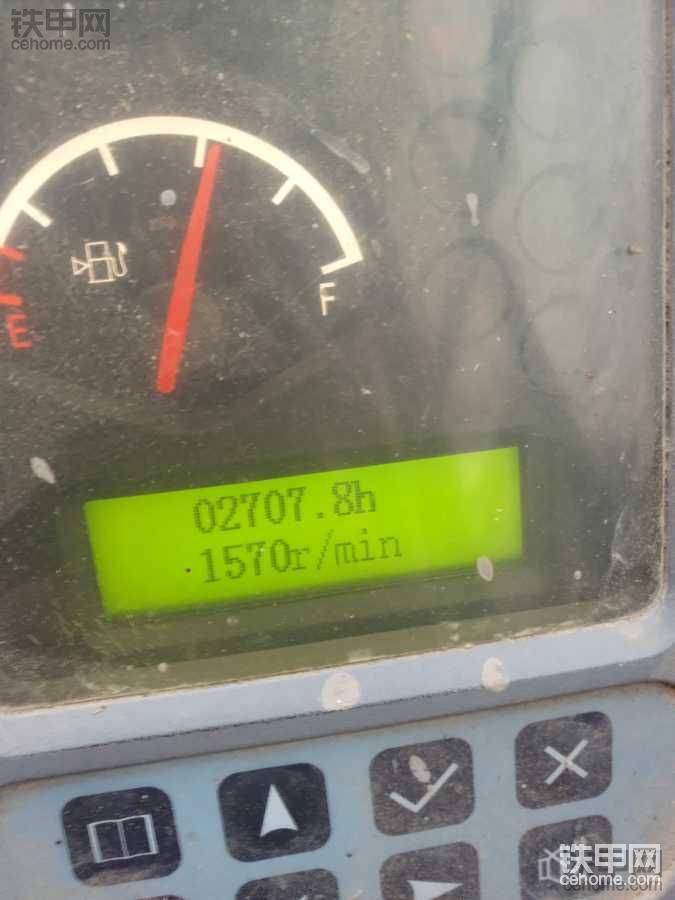 铁甲网
cehome.com
E
F
02707.8h
1570r/min
铁甲网
cehome.com